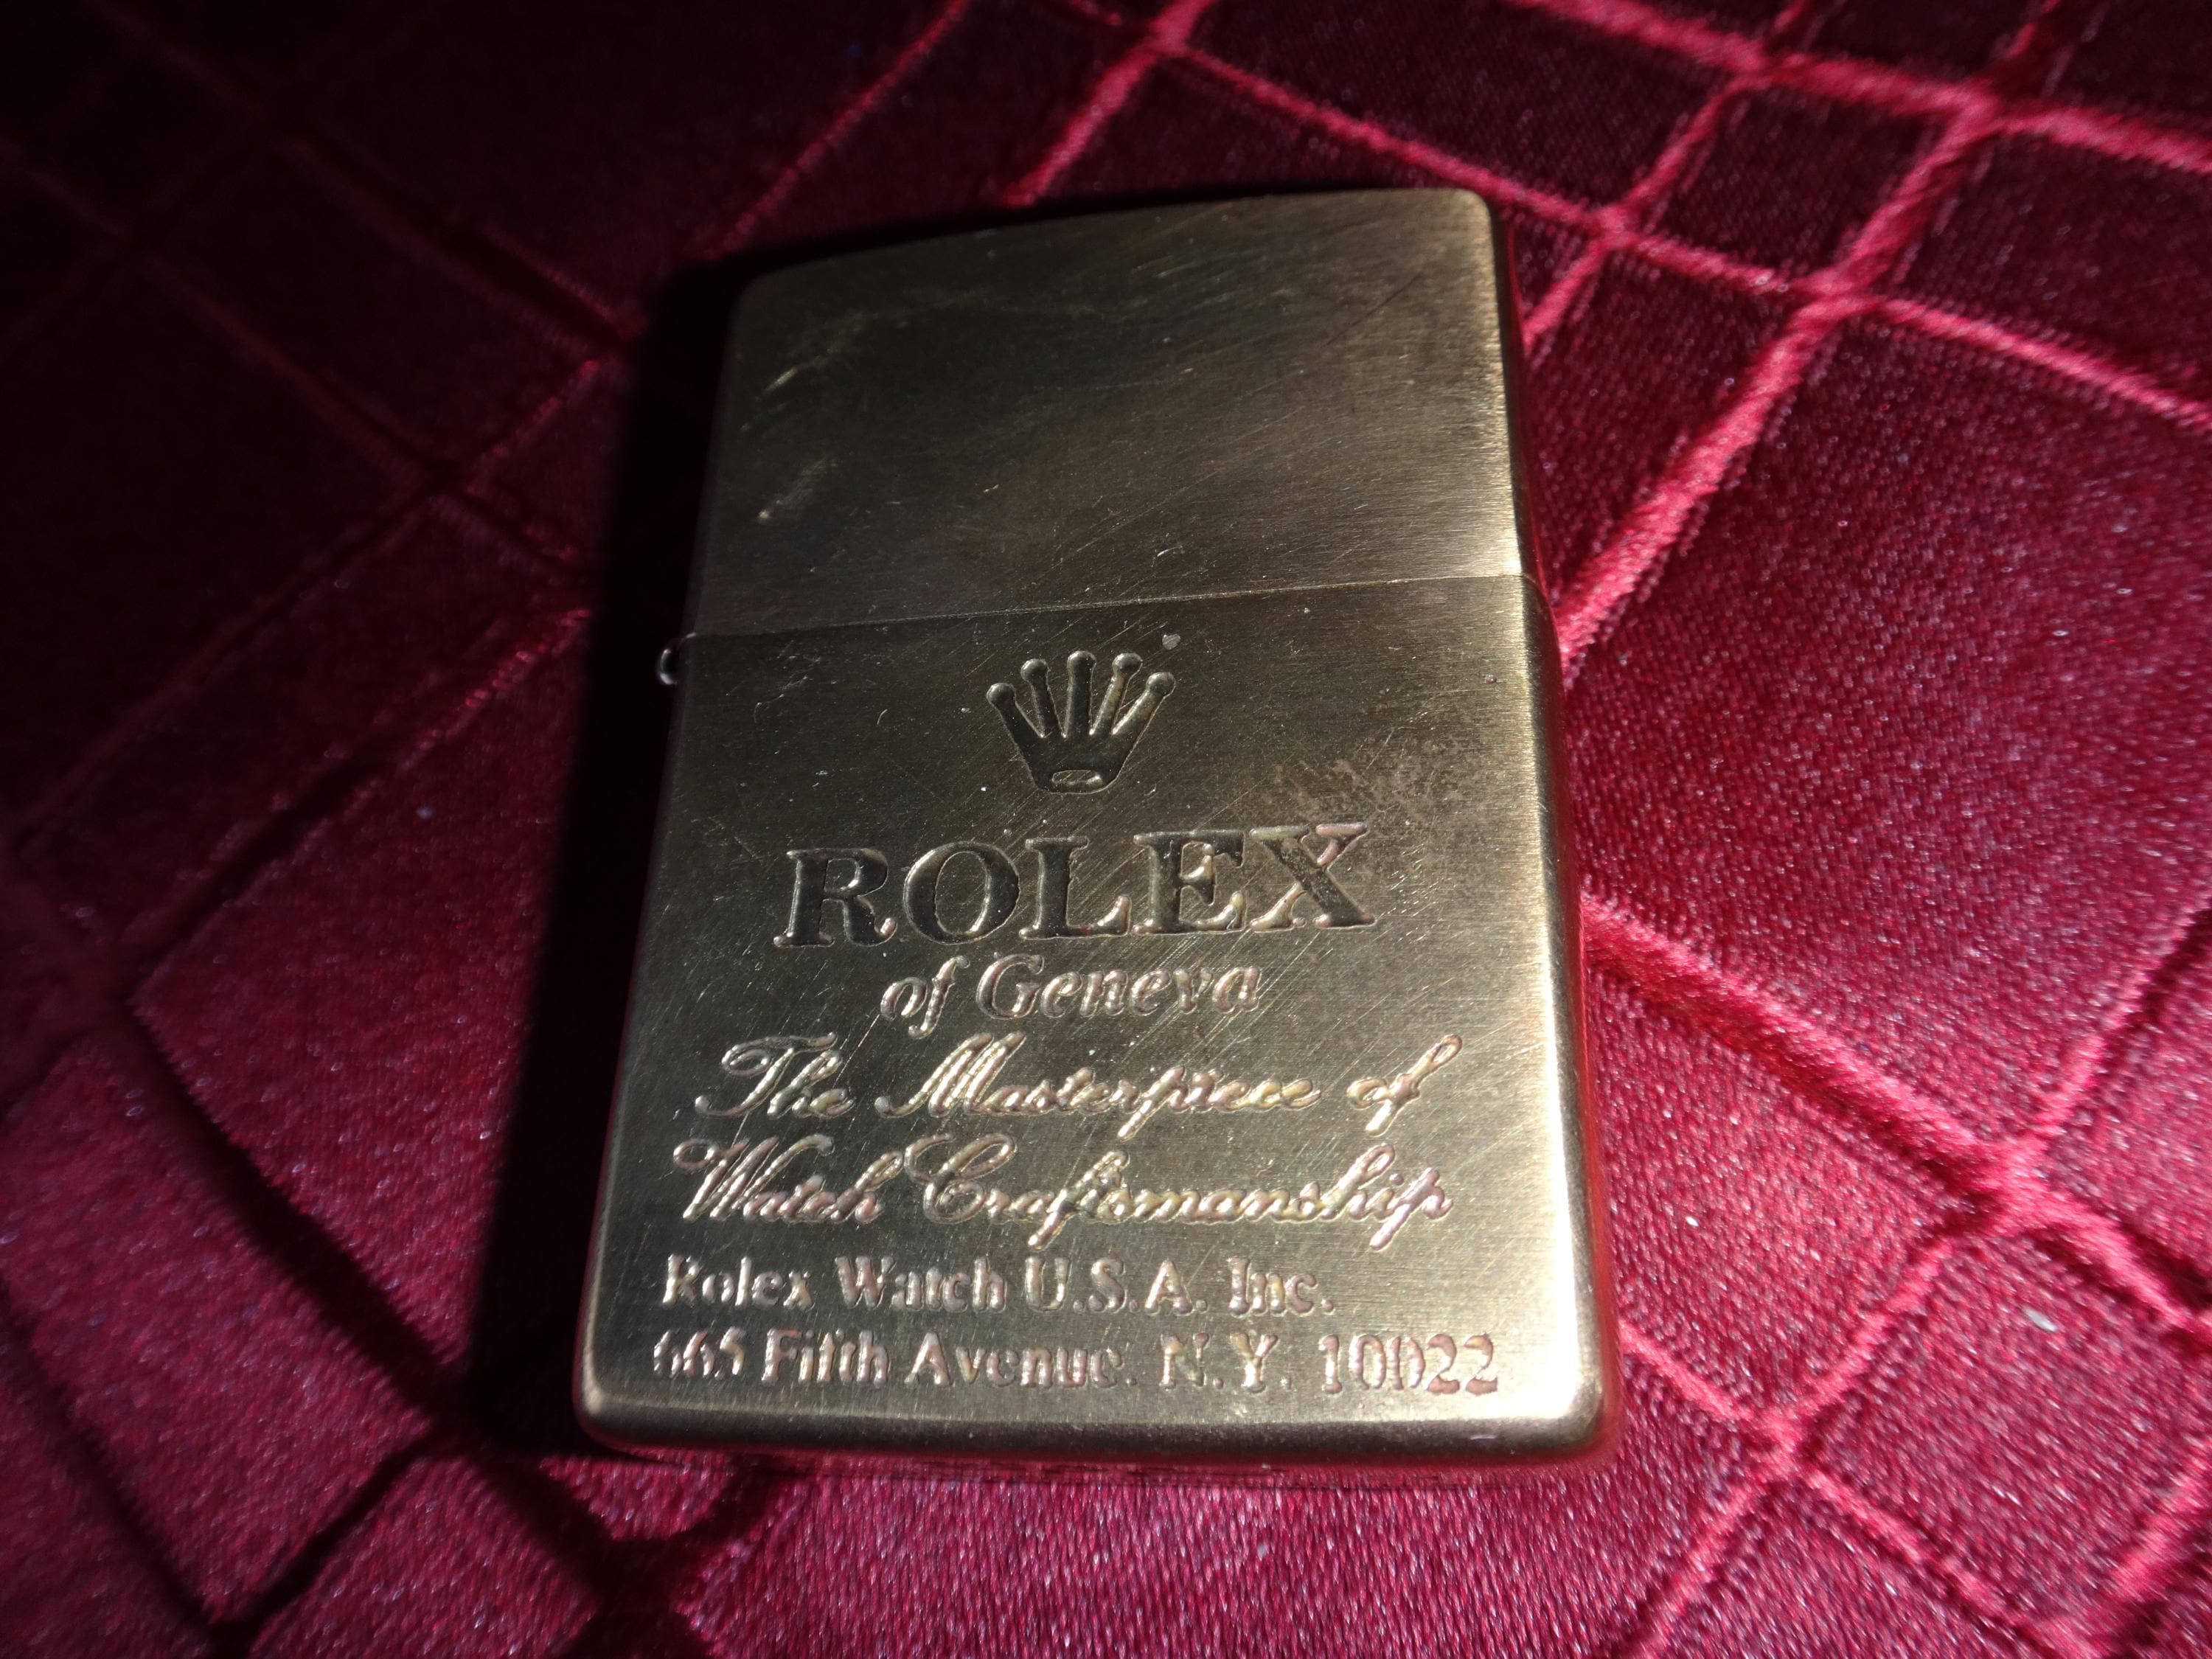 ROLEX
of Geneva
The Masterpiece of
Watch Craftsmanship
Rolex Watch U.S.A. Inc.
665 Fifth Avenue. N.Y. 10022